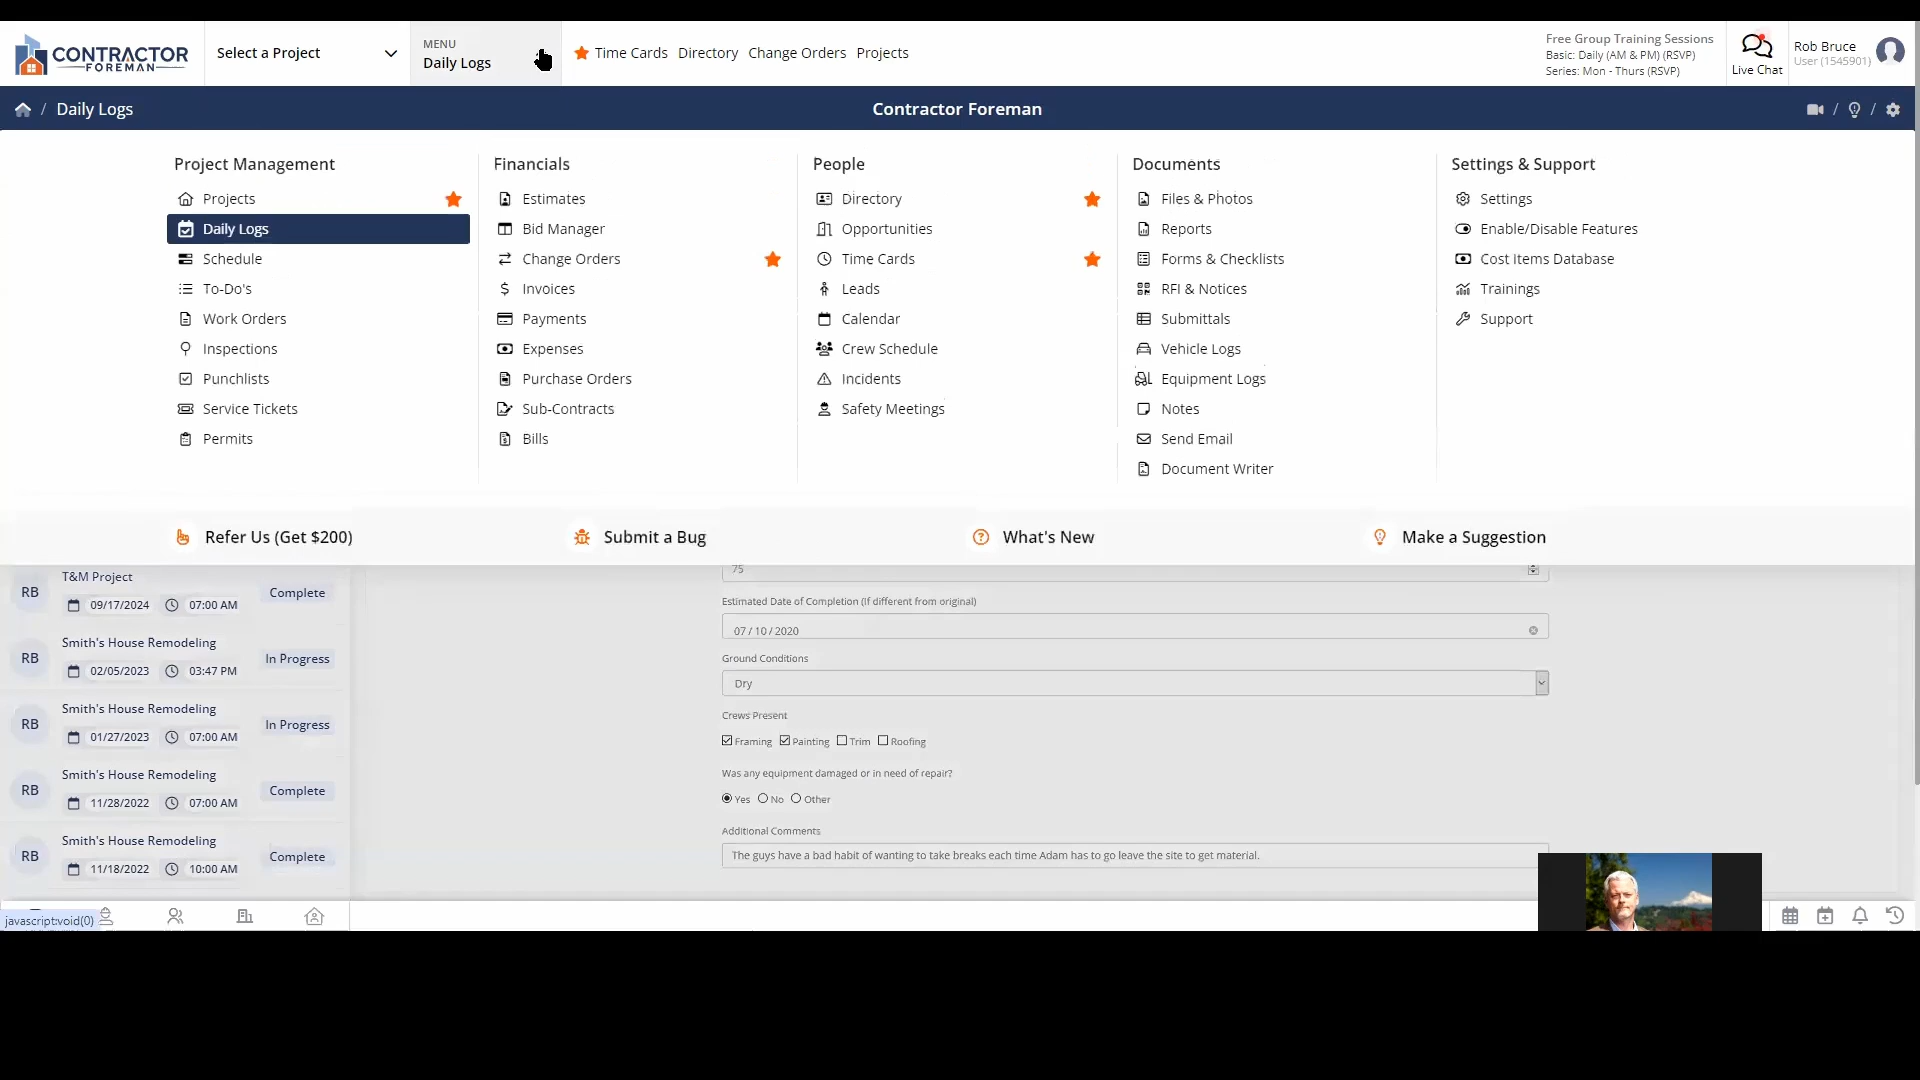 CONTRACTOR
FOREMAN
Select a Project
MENU
Daily Logs
Time Cards Directory Change Orders Projects
Free Group Training Sessions
Basic: Daily (AM & PM) (RSVP)
Series: Mon - Thurs (RSVP)
Live Chat
Rob Bruce
User (1545901)
/ Daily Logs
Contractor Foreman
/ /
Project Management
Projects
Daily Logs
Schedule
To-Do's
Work Orders
Inspections
Punchlists
Service Tickets
Permits
Financials
Estimates
Bid Manager
Change Orders
Invoices
Payments
Expenses
Purchase Orders
Sub-Contracts
Bills
People
Directory
Opportunities
Time Cards
Leads
Calendar
Crew Schedule
Incidents
Safety Meetings
Documents
Files & Photos
Reports
Forms & Checklists
RFI & Notices
Submittals
Vehicle Logs
Equipment Logs
Notes
Send Email
Document Writer
Settings & Support
Settings
Enable/Disable Features
Cost Items Database
Trainings
Support
Refer Us (Get $200)
Submit a Bug
What's New
Make a Suggestion
RB
T&M Project
09/17/2024 07:00 AM
Complete
RB
Smith's House Remodeling
02/05/2023 03:47 PM
In Progress
RB
Smith's House Remodeling
01/27/2023 07:00 AM
In Progress
RB
Smith's House Remodeling
11/28/2022 07:00 AM
Complete
RB
Smith's House Remodeling
11/18/2022 10:00 AM
Complete
75
Estimated Date of Completion (If different from original)
07 / 10 / 2020
Ground Conditions
Dry
Crews Present
Framing Painting Trim Roofing
Was any equipment damaged or in need of repair?
Yes No Other
Additional Comments
The guys have a bad habit of wanting to take breaks each time Adam has to go leave the site to get material.
javascript:void(0)